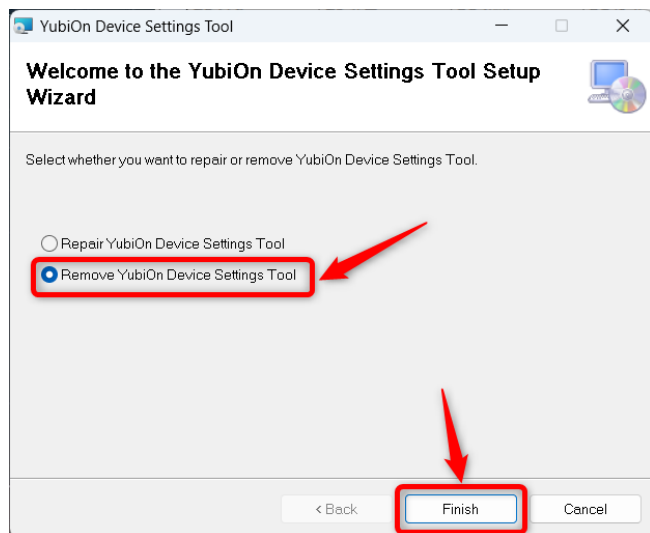 YubiOn Device Settings Tool
Welcome to the YubiOn Device Settings Tool Setup
Wizard
Select whether you want to repair or remove YubiOn Device Settings Tool.
Repair YubiOn Device Settings Tool
Remove YubiOn Device Settings Tool
< Back
Finish
Cancel